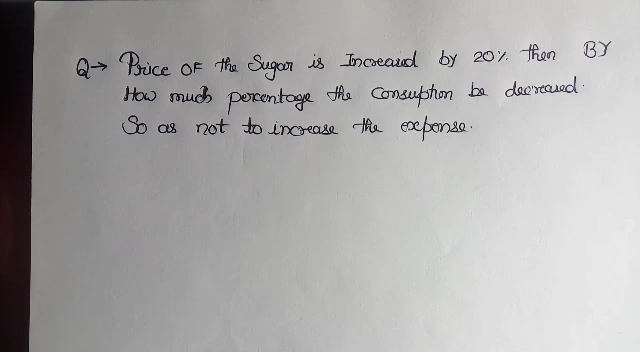 Q→ Price OF the Sugar is Increased by 20% then BY
How much percentage the consuption be decreased.
So as not to increase the expense.